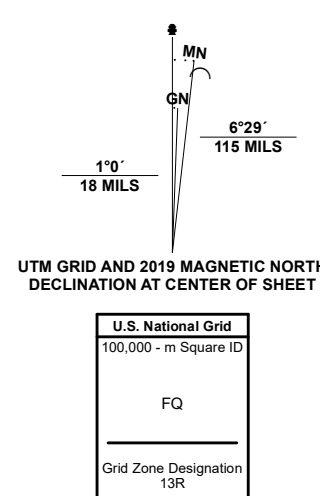 MN
GN
6°29´
115 MILS
1°0´
18 MILS
UTM GRID AND 2019 MAGNETIC NORTH
DECLINATION AT CENTER OF SHEET
U.S. National Grid
100,000 - m Square ID
FQ
Grid Zone Designation
13R